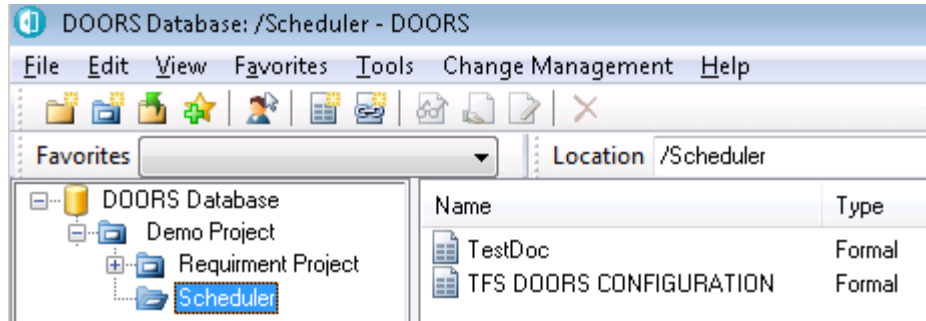 DOORS Database: /Scheduler - DOORS
File Edit View Favorites Tools Change Management Help
Favorites Location /Scheduler
DOORS Database
Demo Project
Requirment Project
Scheduler
Name Type
TestDoc Formal
TFS DOORS CONFIGURATION Formal